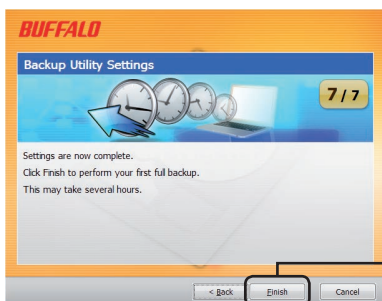 BUFFALO
Backup Utility Settings
7 / 7
Settings are now complete.
Click Finish to perform your first full backup.
This may take several hours.
< Back
Finish
Cancel